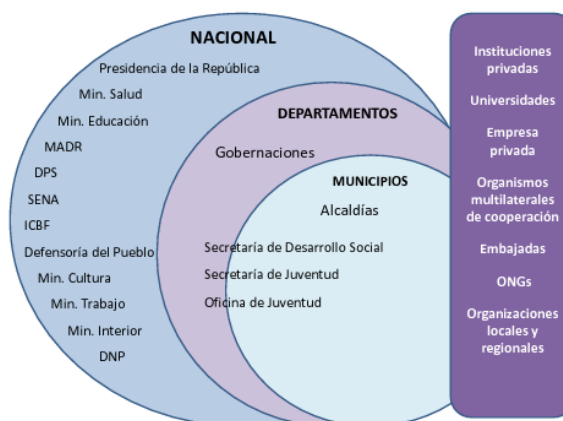 NACIONAL
Presidencia de la República
Min. Salud
Min. Educación
MADR
DPS
SENA
ICBF
Defensoría del Pueblo
Min. Cultura
Min. Trabajo
Min. Interior
DNP
DEPARTAMENTOS
Gobernaciones
MUNICIPIOS
Alcaldías
Secretaría de Desarrollo Social
Secretaría de Juventud
Oficina de Juventud
Instituciones
privadas
Universidades
Empresa
privada
Organismos
multilaterales
de cooperación
Embajadas
ONGs
Organizaciones
locales y
regionales